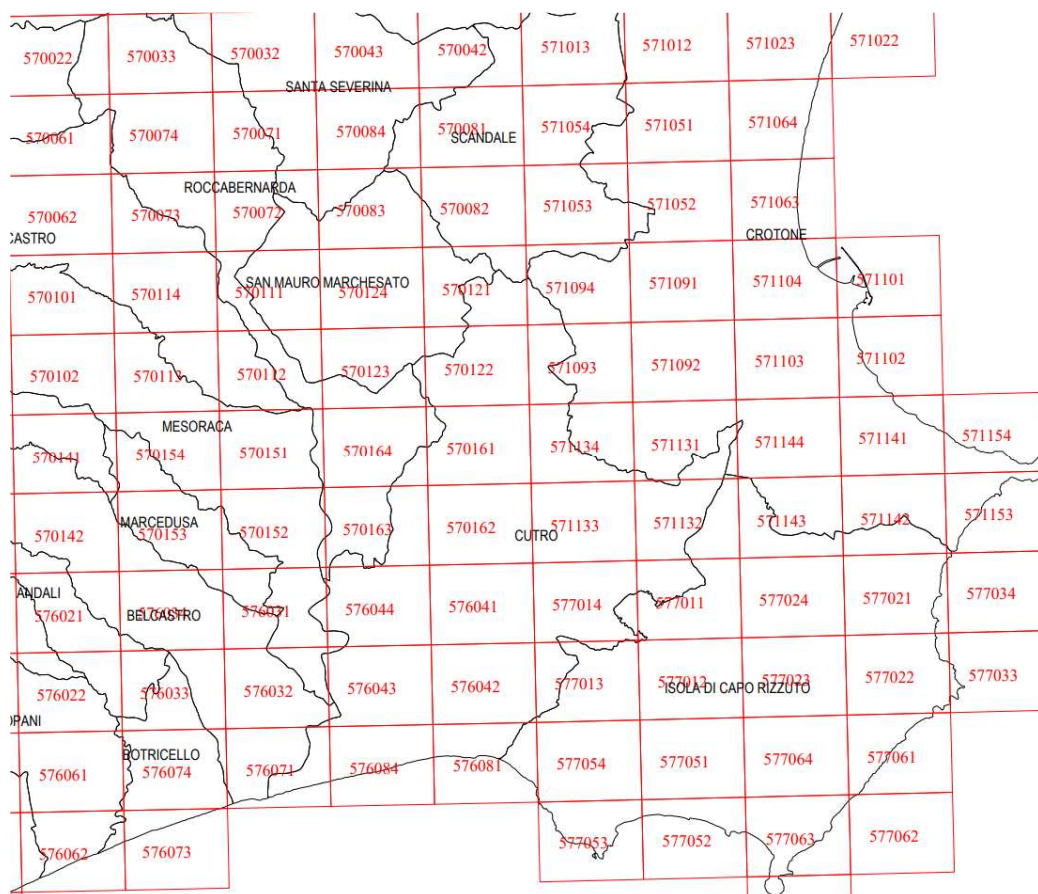 570022 570033 570032 570043 570042 571013 571012 571023 571022
SANTA SEVERINA
570061 570074 570071 570084 570081 571054 571051 571064
SCANDALE
ROCCABERNARDA
570062 570073 570072 570083 570082 571053 571052 571063
CASTRO CROTONE
SAN MAURO MARCHESATO
570101 570114 570111 570124 570121 571094 571091 571104 571101
570102 570113 570112 570123 570122 571093 571092 571103 571102
MESORACA
570141 570154 570151 570164 570161 571134 571131 571144 571141 571154
MARCEDUSA
570142 570153 570152 570163 570162 571133 571132 571143 571142 571153
CUTRO
ANDALI
576021 576034 576031 576044 576041 577014 577011 577024 577021 577034
BELCASTRO
576022 576033 576032 576043 576042 577013 577012 577023 577022 577033
ISOLA DI CAPO RIZZUTO
OPANI
BOTRICELLO
576061 576074 576071 576084 576081 577054 577051 577064 577061
576062 576073 577053 577052 577063 577062